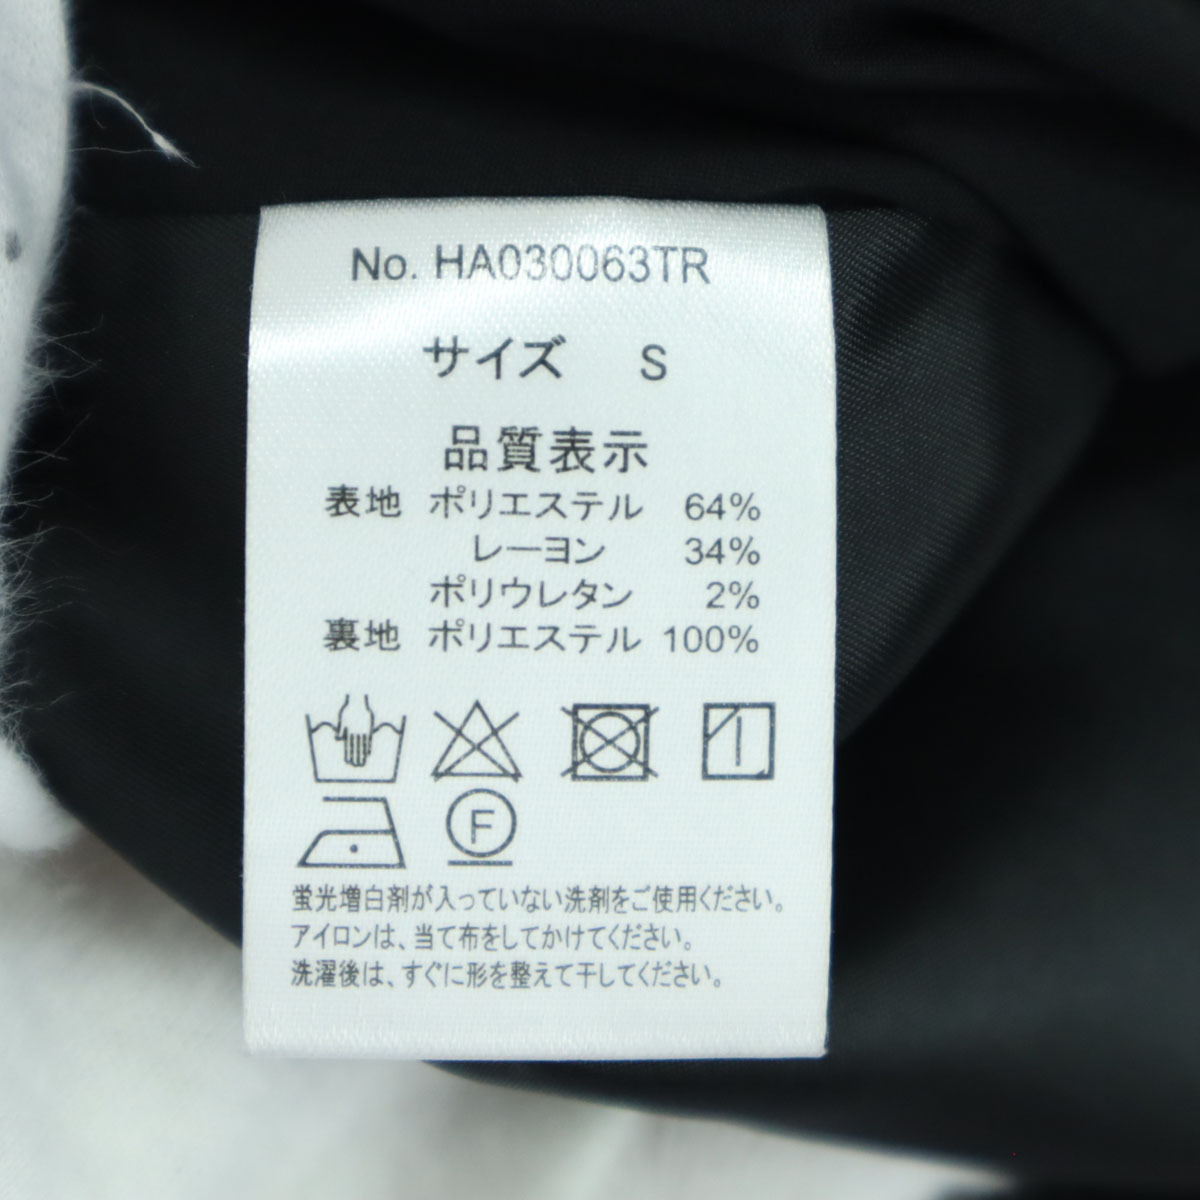 No. HA030063TR
サイズ S
品質表示
表地 ポリエステル 64%
レーヨン 34%
ポリウレタン 2%
裏地 ポリエステル 100%
F
蛍光増白剤が入っていない洗剤をご使用ください。
アイロンは、当て布をしてかけてください。
洗濯後は、すぐに形を整えて干してください。